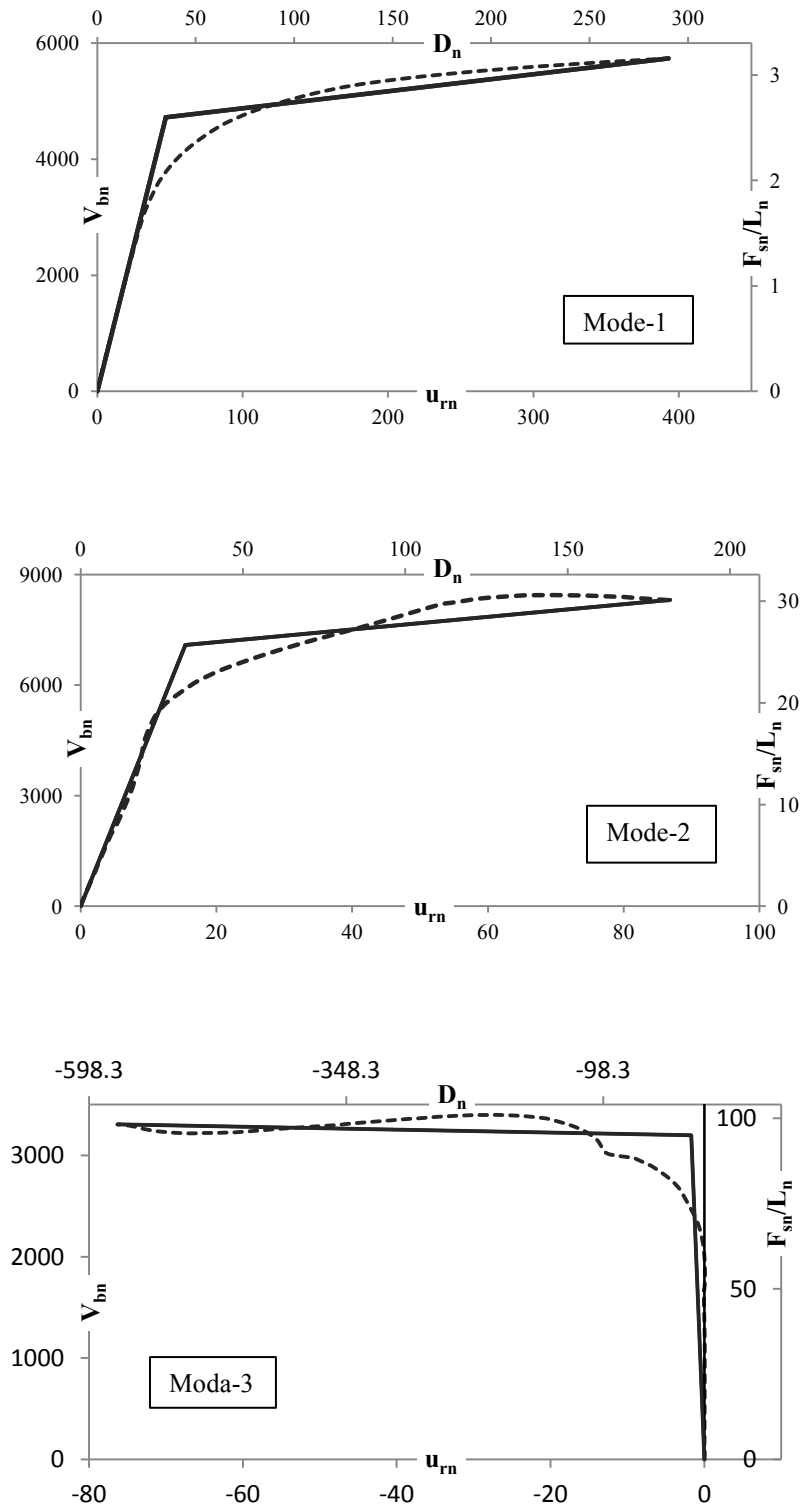 0 50 100 150 200 250 300
D_n
6000
4000
2000
0
V_bn
3
2
1
0
F_sn/L_n
Mode-1
u_rn
0 100 200 300 400
0 50 100 150 200
D_n
9000
6000
3000
0
V_bn
30
20
10
0
F_sn/L_n
Mode-2
u_rn
0 20 40 60 80 100
-598.3 -348.3 -98.3
D_n
3000
2000
1000
0
V_bn
100
50
0
F_sn/L_n
Moda-3
u_rn
-80 -60 -40 -20 0